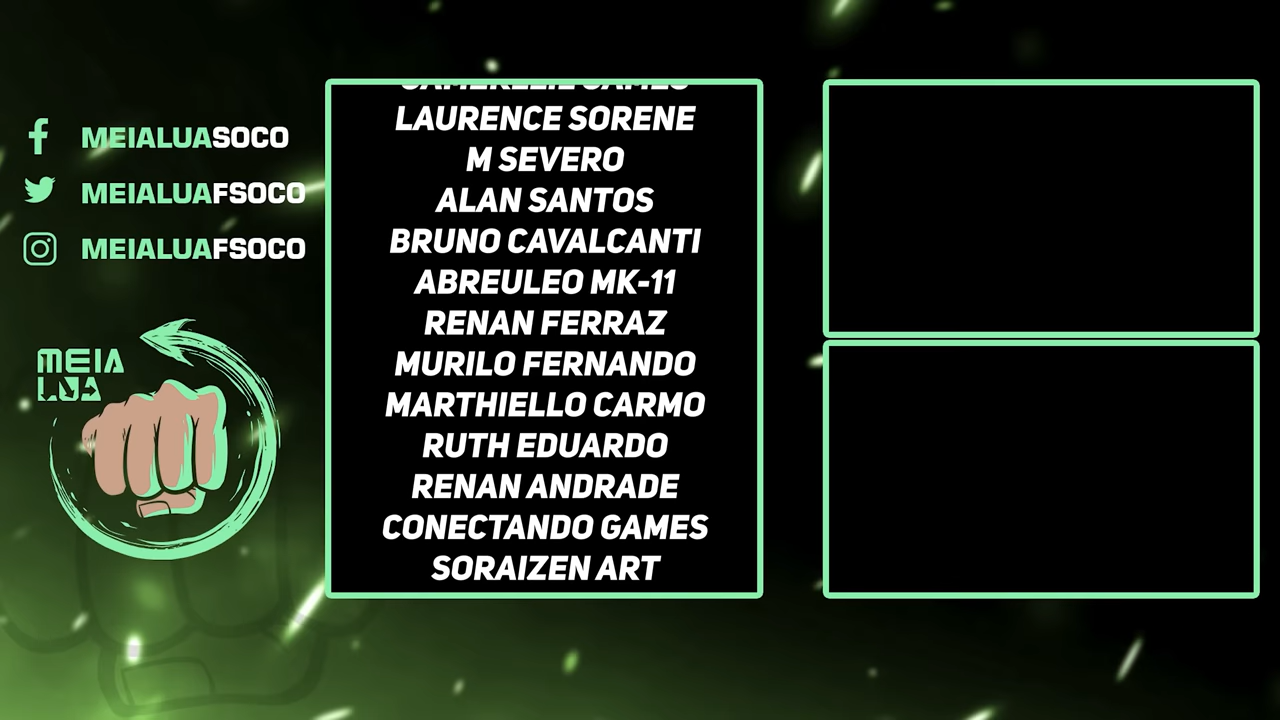 MEIALUASOCO
MEIALUAFSOCO
MEIALUAFSOCO
MEIA
LUA
LAURENCE SORENE
M SEVERO
ALAN SANTOS
BRUNO CAVALCANTI
ABREULEO MK-11
RENAN FERRAZ
MURILO FERNANDO
MARTHIELLO CARMO
RUTH EDUARDO
RENAN ANDRADE
CONECTANDO GAMES
SORAIZEN ART